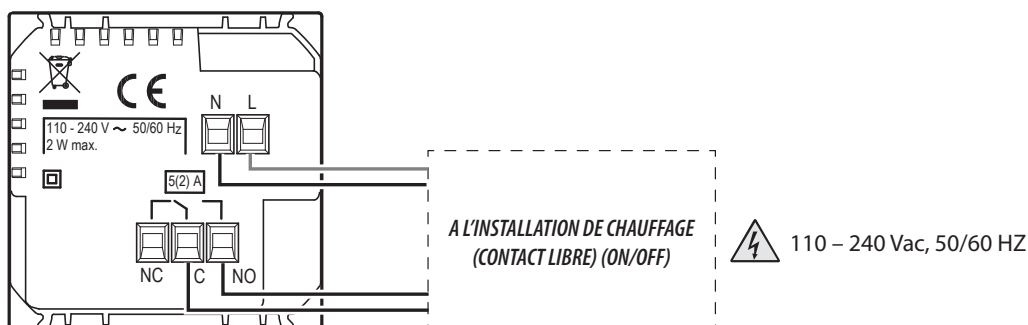 CE
N L
110 - 240 V ~ 50/60 Hz
2 W max.
5(2) A
NC C NO
A L'INSTALLATION DE CHAUFFAGE
(CONTACT LIBRE) (ON/OFF)
110 – 240 Vac, 50/60 HZ